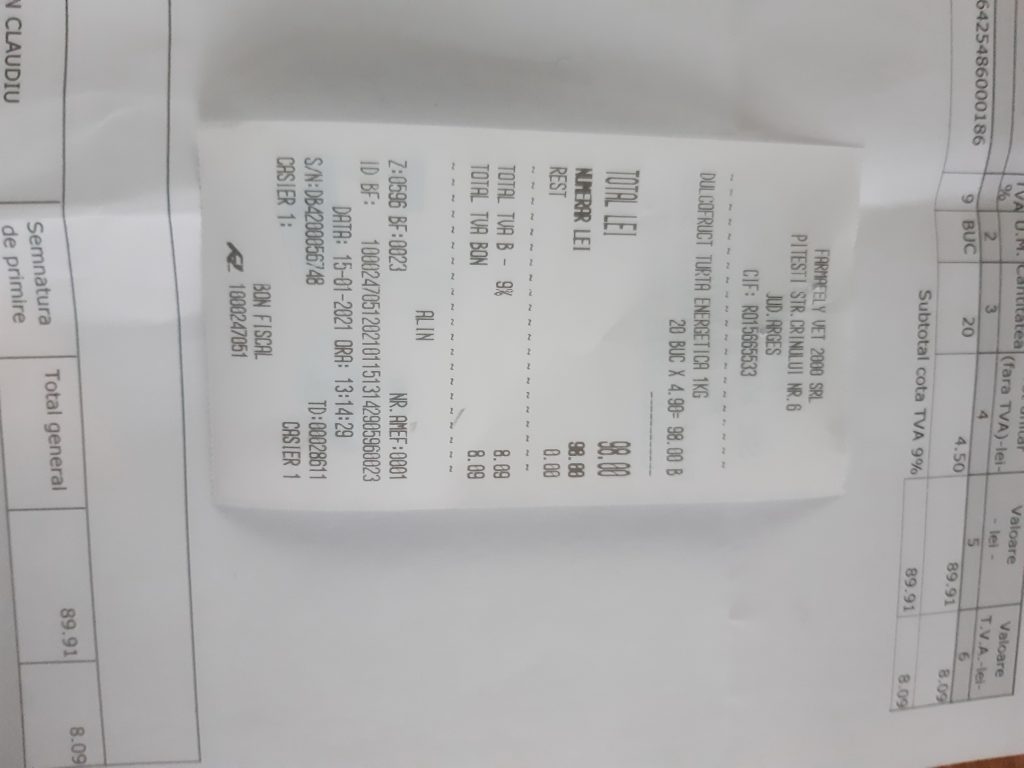 TVA U.M. Cantitatea
% (fara TVA)-lei- Valoare Valoare
- lei - T.V.A.-lei-
2 3 4 5 6
6425486000186 9 BUC 20 4.50 89.91 8.09
Subtotal cota TVA 9% 89.91 8.09
FARMACELY VET 2000 SRL
PITESTI STR.CRINULUI NR.6
JUD.ARGES
CIF: RO15665533
DULCOFRUCT TURTA ENERGETICA 1KG
20 BUC X 4.90- 98.00 B
TOTAL LEI 98.00
NUMERAR LEI 98.00
REST 0.00
TOTAL TVA B - 9% 8.09
TOTAL TVA BON 8.09
ALIN
Z:0596 BF:0023 NR.AMEF:0001
ID BF: 10002470512021011513142905960023
DATA: 15-01-2021 ORA: 13:14:29
S/N:DB4200056748 TD:00028611
CASIER 1: CASIER 1
BON FISCAL
1000247051
N CLAUDIU
Semnatura
de primire
Total general 89.91 8.09